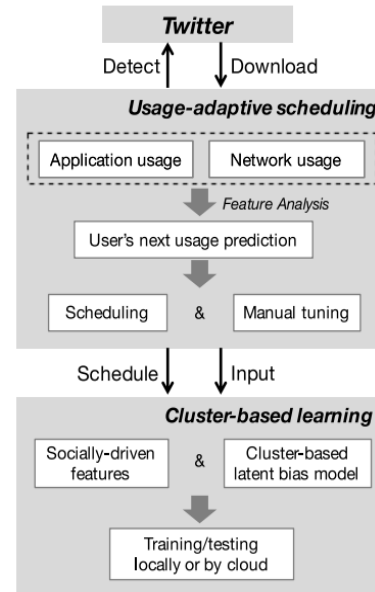 Twitter
Detect Download
Usage-adaptive scheduling
Application usage Network usage
Feature Analysis
User's next usage prediction
Scheduling & Manual tuning
Schedule Input
Cluster-based learning
Socially-driven
features
&
Cluster-based
latent bias model
Training/testing
locally or by cloud